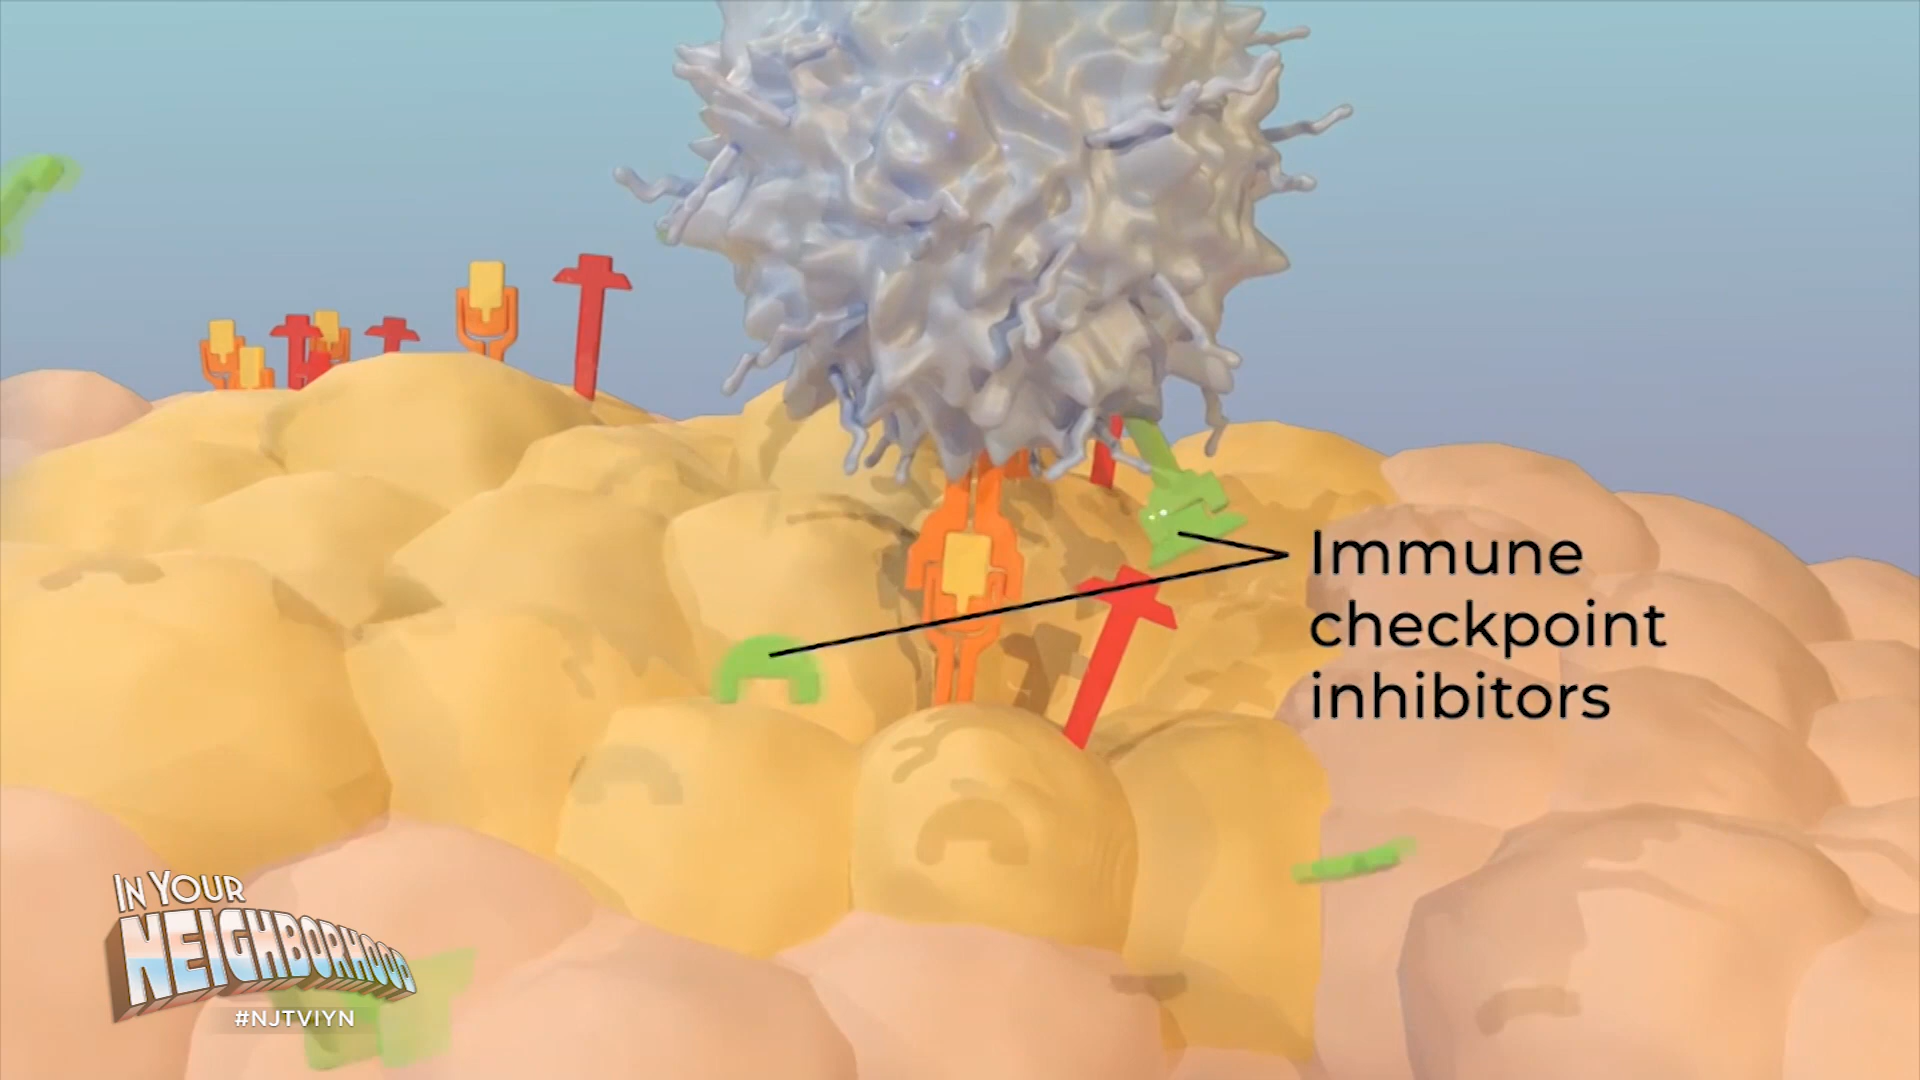 Immune
checkpoint
inhibitors
IN YOUR
NEIGHBORHOOD
#NJTVIYN